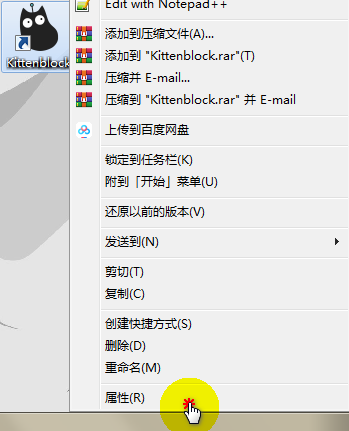 Edit with Notepad++
Kittenblock
添加到压缩文件(A)...
添加到 "Kittenblock.rar"(T)
压缩并 E-mail...
压缩到 "Kittenblock.rar" 并 E-mail
上传到百度网盘
锁定到任务栏(K)
附到「开始」菜单(U)
还原以前的版本(V)
发送到(N)
剪切(T)
复制(C)
创建快捷方式(S)
删除(D)
重命名(M)
属性(R)